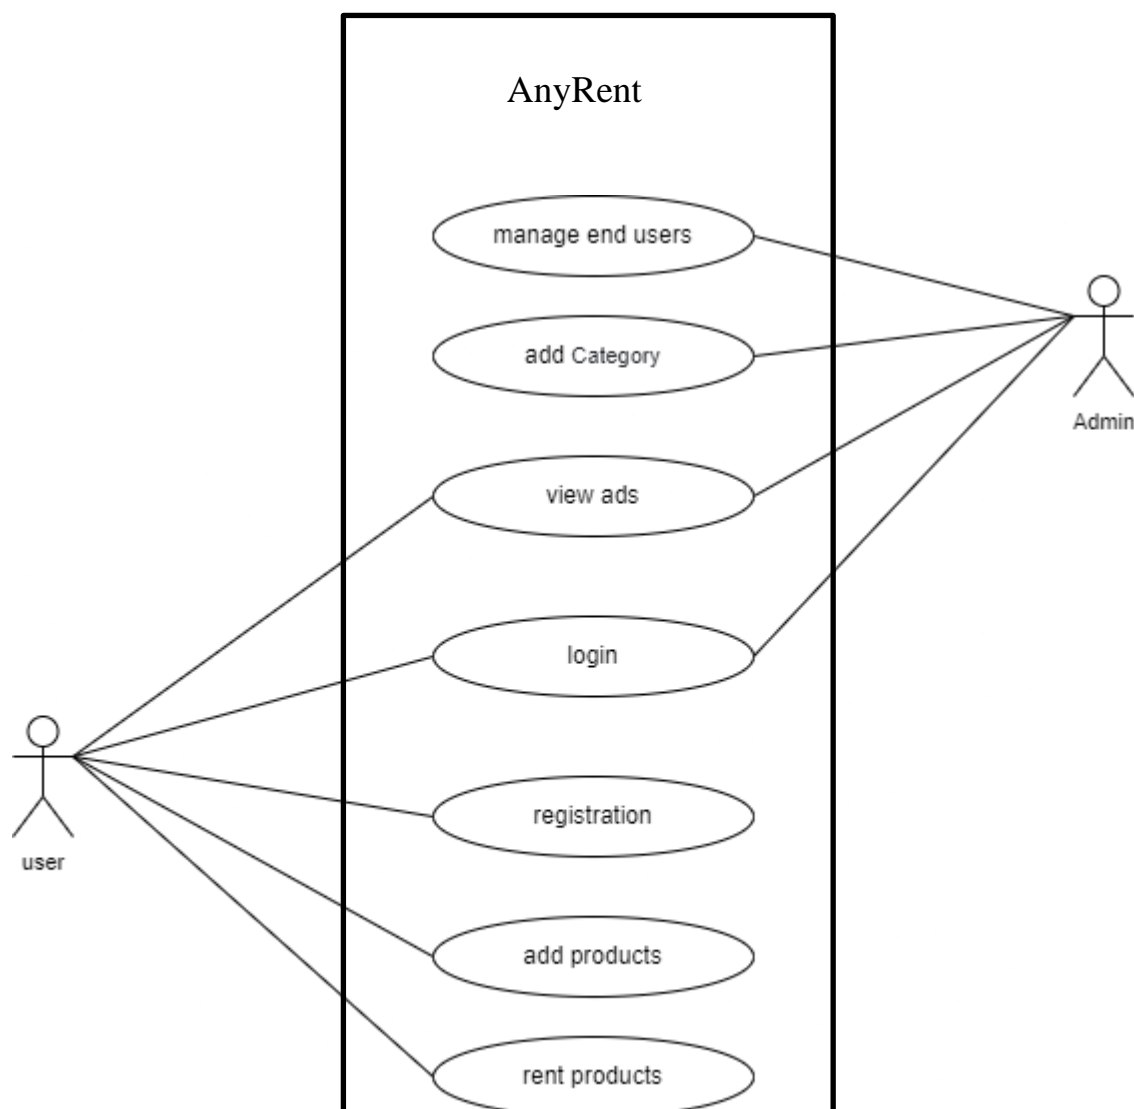 AnyRent
manage end users
add Category
Admin
view ads
login
registration
user
add products
rent products